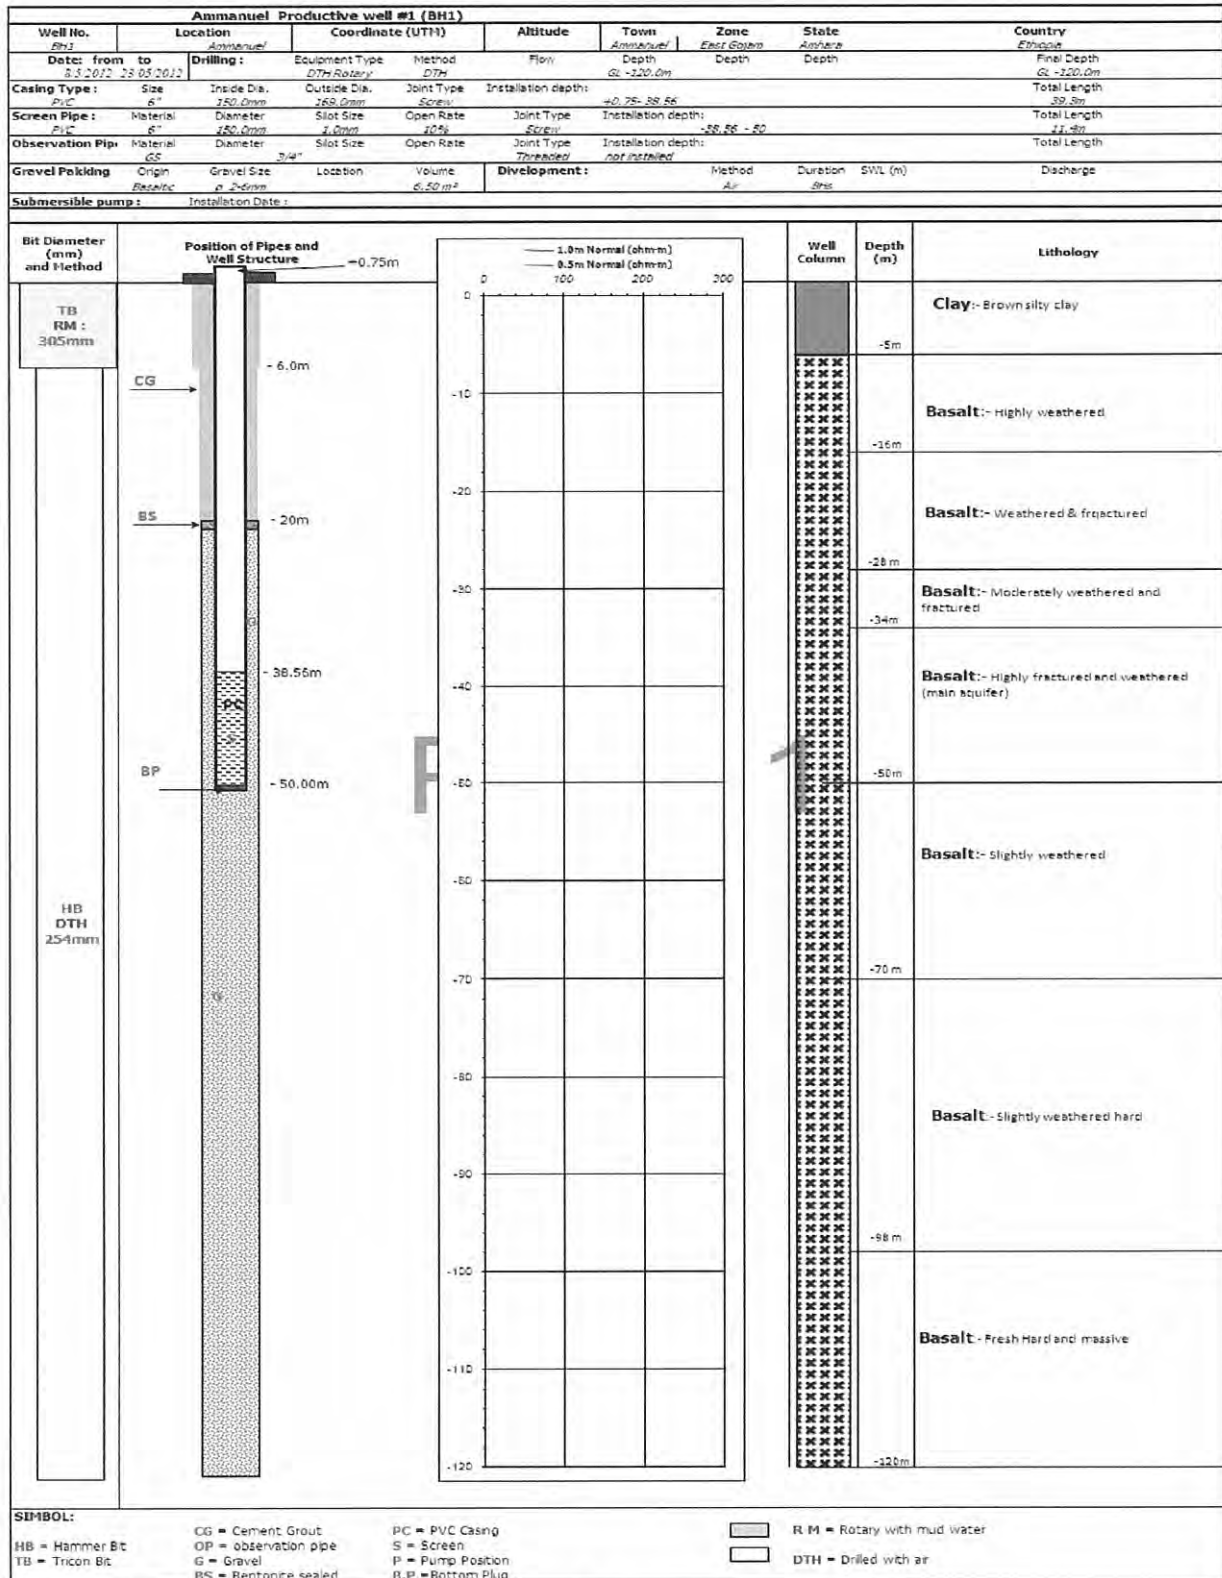 Ammanuel Productive well #1 (BH1)
Well No. Location Coordinate (UTM) Altitude Town Zone State Country
BH1 Ammanuel Ammanuel East Gojam Amhara Ethiopia
Date: from to Drilling : Equipment Type Method Flow Depth Depth Depth Final Depth
8.5.2012 23.05.2012 DTH Rotary DTH GL -120.0m GL -120.0m
Casing Type : Size Inside Dia. Outside Dia. Joint Type Installation depth: Total Length
PVC 6" 150.0mm 169.0mm Screw +0.75- 38.56 39.3m
Screen Pipe : Material Diameter Slot Size Open Rate Joint Type Installation depth: Total Length
PVC 6" 150.0mm 1.0mm 10% Screw -38.56 - 50 11.4m
Observation Pip Material Diameter Slot Size Open Rate Joint Type Installation depth: Total Length
GS 3/4" Threaded not installed
Gravel Pakking Origin Gravel Size Location Volume Divelopment : Method Duration SWL (m) Discharge
Basaltic 2-6mm 6.50 m³ Air 8Hs
Submersible pump : Installation Date :
Bit Diameter (mm) and Method
Position of Pipes and Well Structure
+0.75m
1.0m Normal (ohm-m)
0.5m Normal (ohm-m)
0 100 200 300
Well Column
Depth (m)
Lithology
TB
RM :
305mm
- 6.0m
CG
BS
- 20m
G
- 38.56m
PC
S
BP
- 50.00m
HB
DTH
254mm
G
0
-10
-20
-30
-40
-50
-60
-70
-80
-90
-100
-110
-120
P 1
Clay:- Brown silty clay
-5m
Basalt:- Highly weathered
-16m
Basalt:- Weathered & frqactured
-28 m
Basalt:- Moderately weathered and
fractured
-34m
Basalt:- Highly fractured and weathered
(main aquifer)
-50m
Basalt:- Slightly weathered
-70 m
Basalt:- Slightly weathered hard
-98 m
Basalt:- Fresh Hard and massive
-120m
SIMBOL:
HB = Hammer Bit
TB = Tricon Bit
CG = Cement Grout
OP = observation pipe
G = Gravel
BS = Bentonite sealed
PC = PVC Casing
S = Screen
P = Pump Position
B.P =Bottom Plug
R M = Rotary with mud water
DTH = Drilled with air